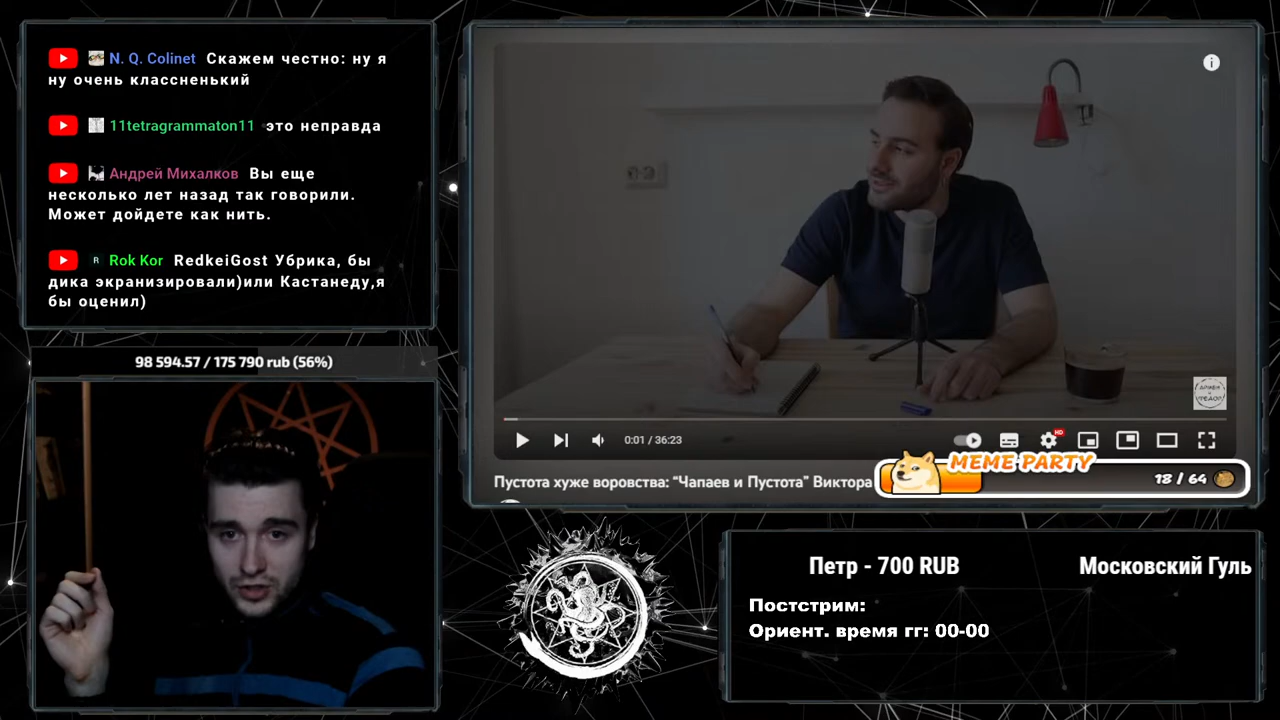 N. Q. Colinet Скажем честно: ну я
ну очень классненький
11tetragrammaton11 это неправда
Андрей Михалков Вы еще
несколько лет назад так говорили.
Может дойдете как нить.
R Rok Kor RedkeiGost Убрика, бы
дика экранизировали)или Кастанеду,я
бы оценил)
98 594.57 / 175 790 rub (56%)
0:01 / 36:23
HD
АРМЕН и ФЕДОР
Пустота хуже воровства: “Чапаев и Пустота” Виктора
MEME PARTY
18 / 64
Петр - 700 RUB
Московский Гуль
Постстрим:
Ориент. время гг: 00-00